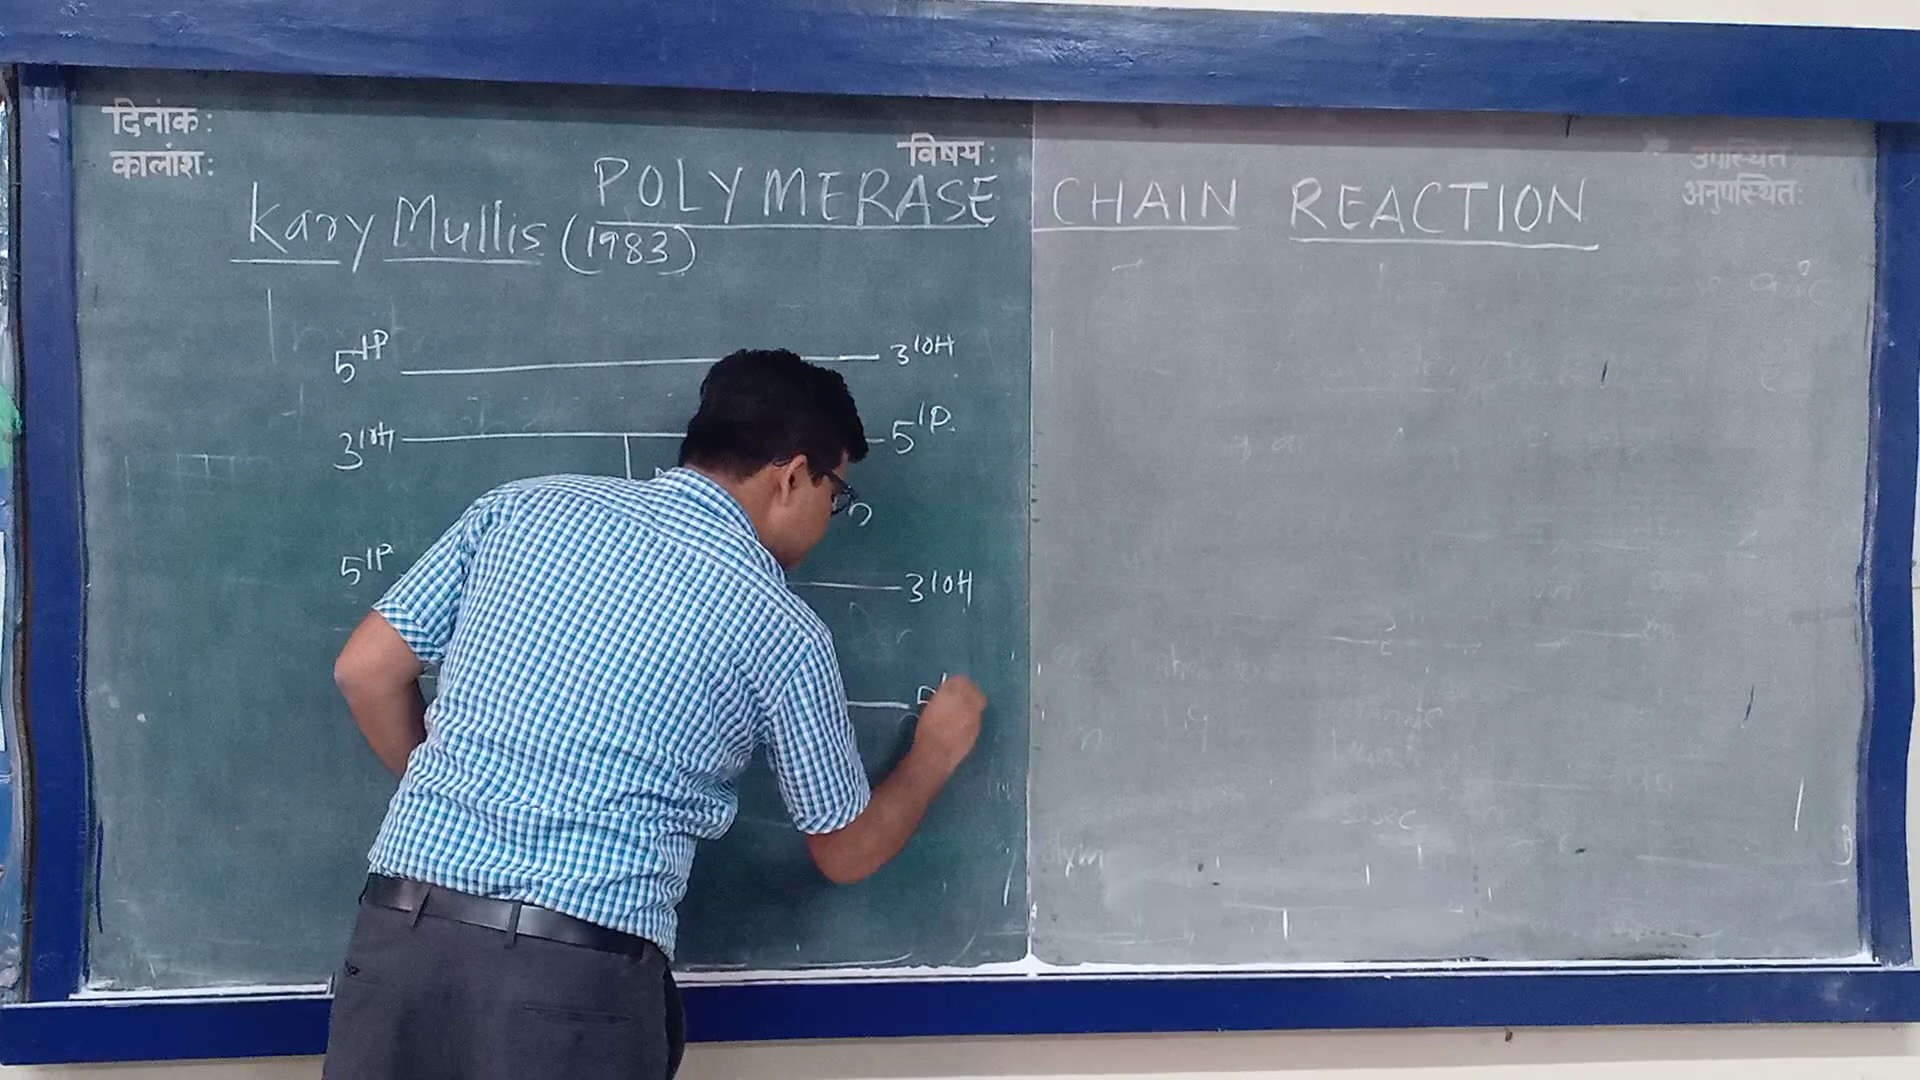 दिनांक :
कालांश :
विषय :
उपस्थित :
अनुपस्थित :
POLYMERASE CHAIN REACTION
Kary Mullis (1983)
5'P 3'OH
3'OH 5'P
5'P 3'OH